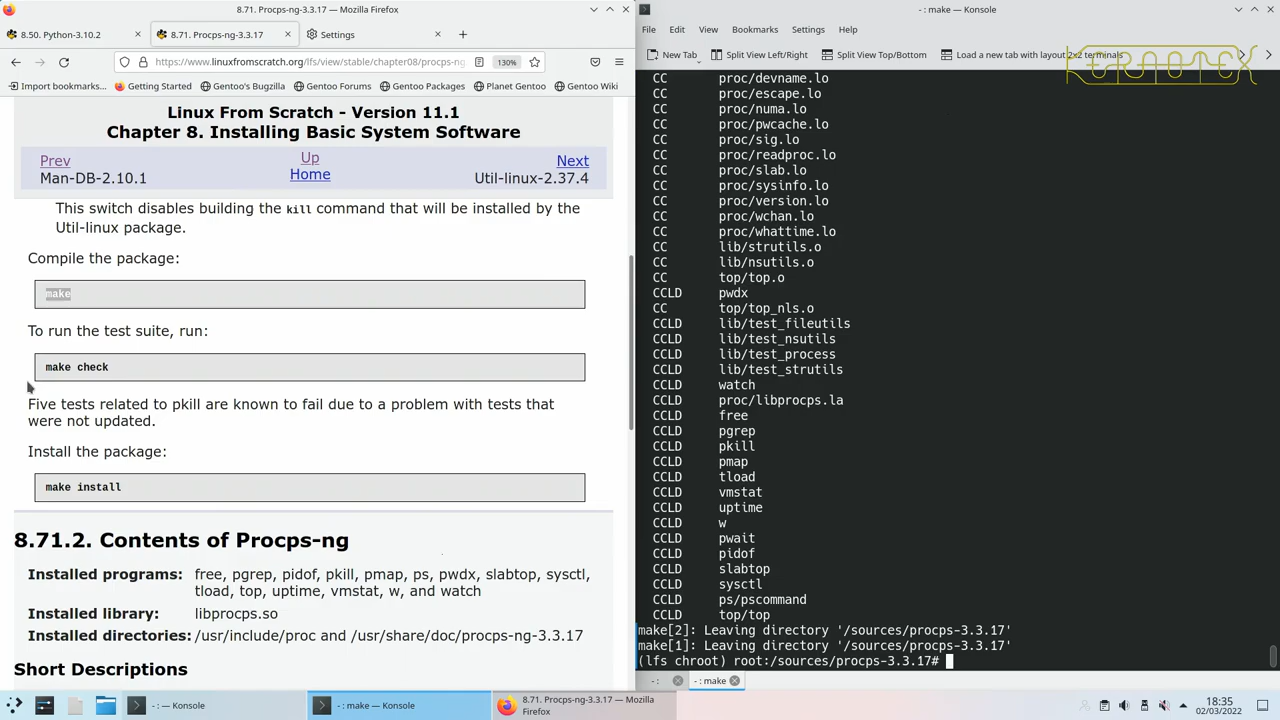 8.71. Procps-ng-3.3.17 — Mozilla Firefox
8.50. Python-3.10.2
8.71. Procps-ng-3.3.17
Settings
https://www.linuxfromscratch.org/lfs/view/stable/chapter08/procps-ng
130%
Import bookmarks...
Getting Started
Gentoo's Bugzilla
Gentoo Forums
Gentoo Packages
Planet Gentoo
Gentoo Wiki
Linux From Scratch - Version 11.1
Chapter 8. Installing Basic System Software
Prev
Up
Next
Man-DB-2.10.1
Home
Util-linux-2.37.4
This switch disables building the kill command that will be installed by the
Util-linux package.
Compile the package:
make
To run the test suite, run:
make check
Five tests related to pkill are known to fail due to a problem with tests that
were not updated.
Install the package:
make install
8.71.2. Contents of Procps-ng
Installed programs: free, pgrep, pidof, pkill, pmap, ps, pwdx, slabtop, sysctl,
tload, top, uptime, vmstat, w, and watch
Installed library: libprocps.so
Installed directories: /usr/include/proc and /usr/share/doc/procps-ng-3.3.17
Short Descriptions
- : make — Konsole
File Edit View Bookmarks Settings Help
New Tab
Split View Left/Right
Split View Top/Bottom
Load a new tab with layout 2x2 terminals
KERNOTEX
CC proc/devname.lo
CC proc/escape.lo
CC proc/numa.lo
CC proc/pwcache.lo
CC proc/sig.lo
CC proc/readproc.lo
CC proc/slab.lo
CC proc/sysinfo.lo
CC proc/version.lo
CC proc/wchan.lo
CC proc/whattime.lo
CC lib/strutils.o
CC lib/nsutils.o
CC top/top.o
CCLD pwdx
CC top/top_nls.o
CCLD lib/test_fileutils
CCLD lib/test_nsutils
CCLD lib/test_process
CCLD lib/test_strutils
CCLD watch
CCLD proc/libprocps.la
CCLD free
CCLD pgrep
CCLD pkill
CCLD pmap
CCLD tload
CCLD vmstat
CCLD uptime
CCLD w
CCLD pwait
CCLD pidof
CCLD slabtop
CCLD sysctl
CCLD ps/pscommand
CCLD top/top
make[2]: Leaving directory '/sources/procps-3.3.17'
make[1]: Leaving directory '/sources/procps-3.3.17'
(lfs chroot) root:/sources/procps-3.3.17#
- :
- : make
- : — Konsole
- : make — Konsole
8.71. Procps-ng-3.3.17 — Mozilla
Firefox
18:35
02/03/2022